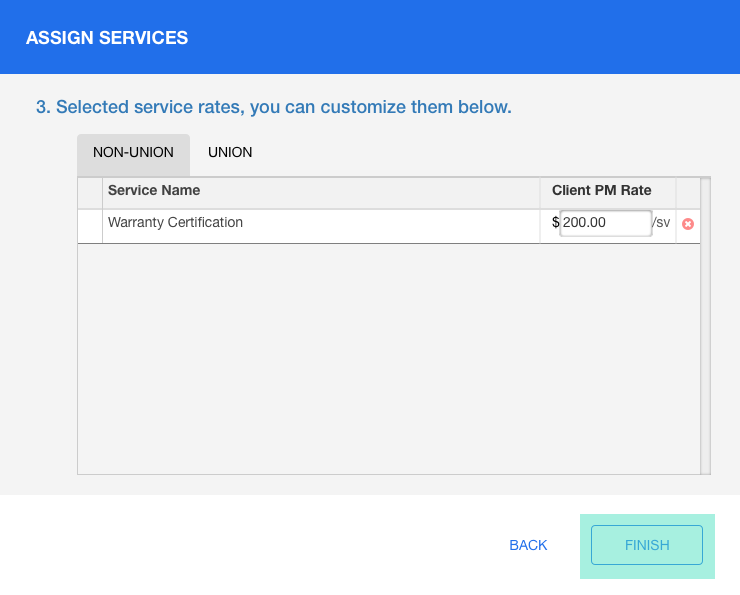 ASSIGN SERVICES
3. Selected service rates, you can customize them below.
NON-UNION UNION
Service Name Client PM Rate
Warranty Certification $ 200.00 /sv
BACK FINISH